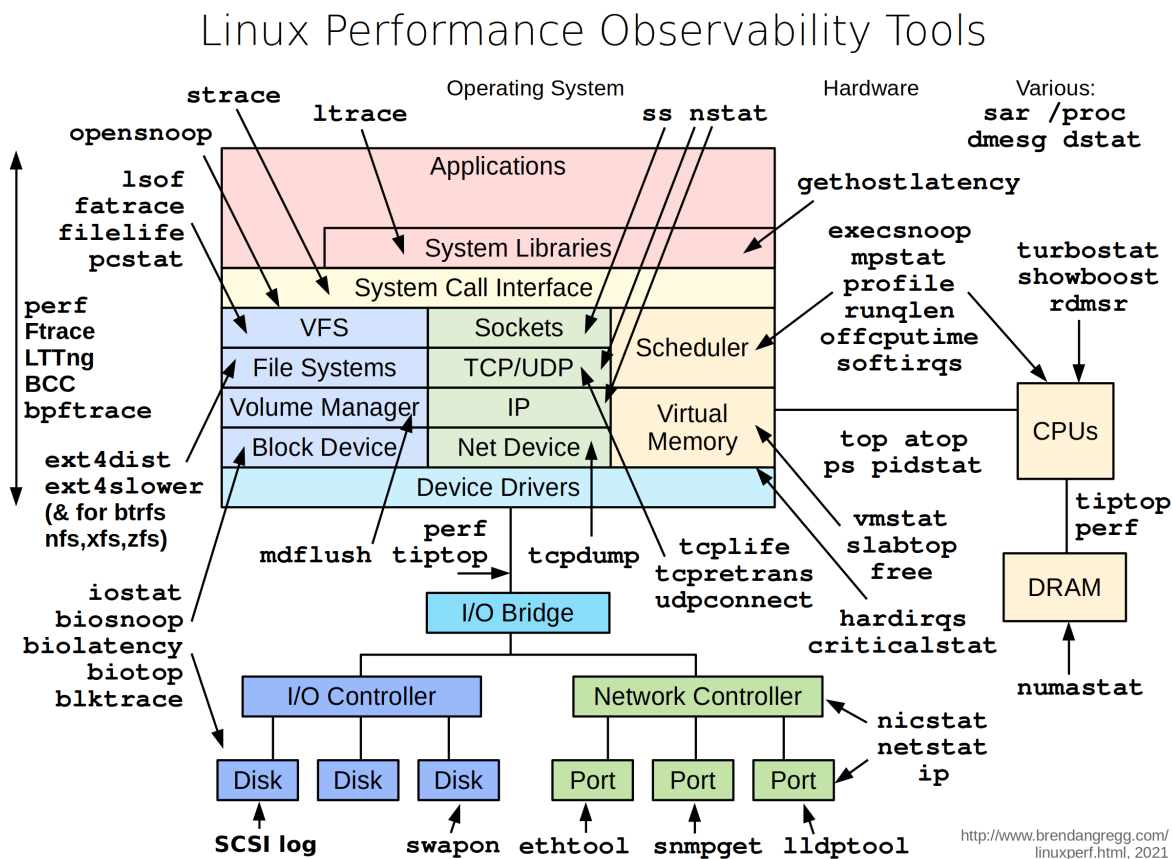 Linux Performance Observability Tools
Operating System
Hardware
Various:
sar /proc
dmesg dstat
strace
ltrace
ss nstat
opensnoop
lsof
fatrace
filelife
pcstat
gethostlatency
execsnoop
mpstat
profile
runqlen
offcputime
softirqs
turbostat
showboost
rdmsr
perf
Ftrace
LTTng
BCC
bpftrace
Applications
System Libraries
System Call Interface
VFS
Sockets
Scheduler
File Systems
TCP/UDP
Volume Manager
IP
Virtual
Memory
Block Device
Net Device
Device Drivers
CPUs
top atop
ps pidstat
ext4dist
ext4slower
(& for btrfs
nfs,xfs,zfs)
mdflush
perf
tiptop
tcpdump
tcplife
tcpretrans
udpconnect
vmstat
slabtop
free
tiptop
perf
DRAM
hardirqs
criticalstat
numastat
iostat
biosnoop
biolatency
biotop
blktrace
I/O Bridge
I/O Controller
Network Controller
nicstat
netstat
ip
Disk
Disk
Disk
Port
Port
Port
SCSI log
swapon
ethtool
snmpget
lldptool
http://www.brendangregg.com/
linuxperf.html, 2021